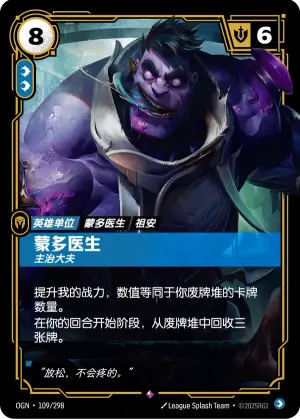 8
6
英雄单位 蒙多医生 祖安
蒙多医生
主治大夫
提升我的战力，数值等同于你废牌堆的卡牌
数量。
在你的回合开始阶段，从废牌堆中回收三
张牌。
“放松，不会疼的。”
OGN • 109/298 League Splash Team • ©2025RGI